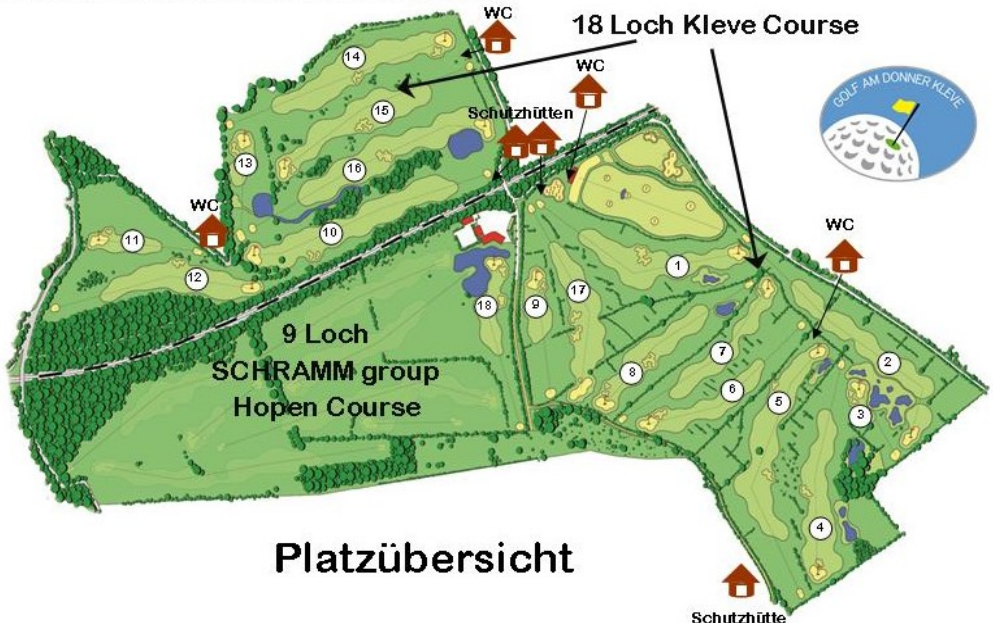 WC
18 Loch Kleve Course
WC
GOLF AM DONNER KLEVE
Schutzhütten
14
15
13
16
WC
WC
11
10
12
1
17
18
9
9 Loch
SCHRAMM group
Hopen Course
7
2
8
6
5
3
4
Platzübersicht
Schutzhütte